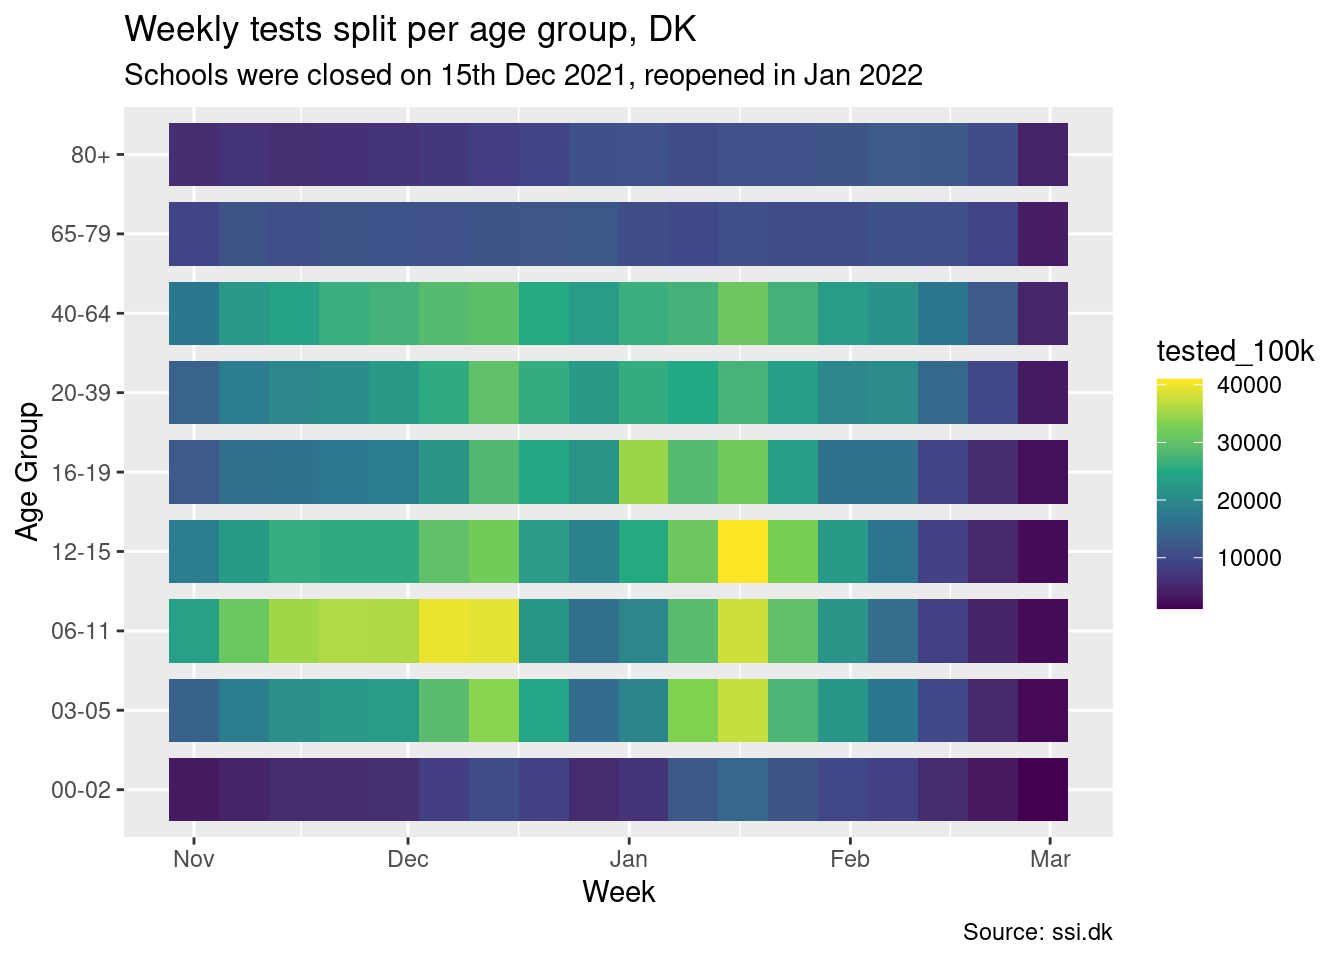 Weekly tests split per age group, DK
Schools were closed on 15th Dec 2021, reopened in Jan 2022
Age Group
80+
65-79
40-64
20-39
16-19
12-15
06-11
03-05
00-02
Nov Dec Jan Feb Mar
Week
tested_100k
40000
30000
20000
10000
Source: ssi.dk